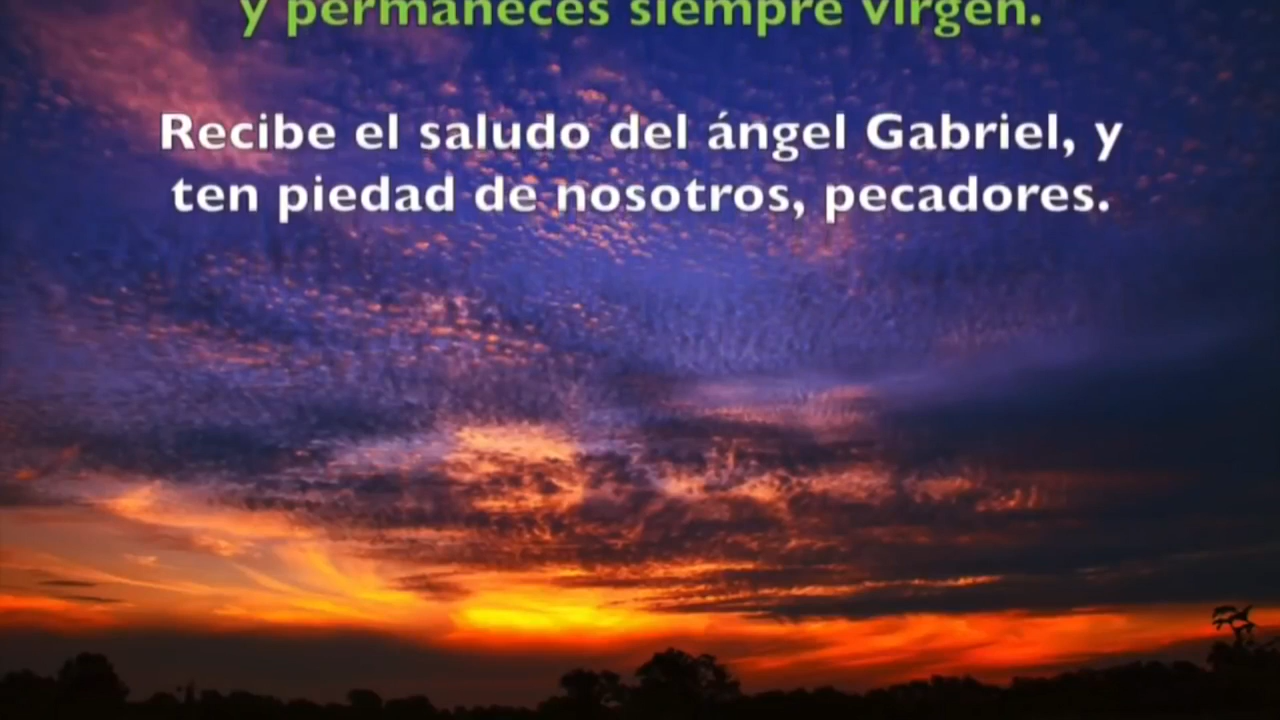 y permaneces siempre virgen.
Recibe el saludo del ángel Gabriel, y
ten piedad de nosotros, pecadores.